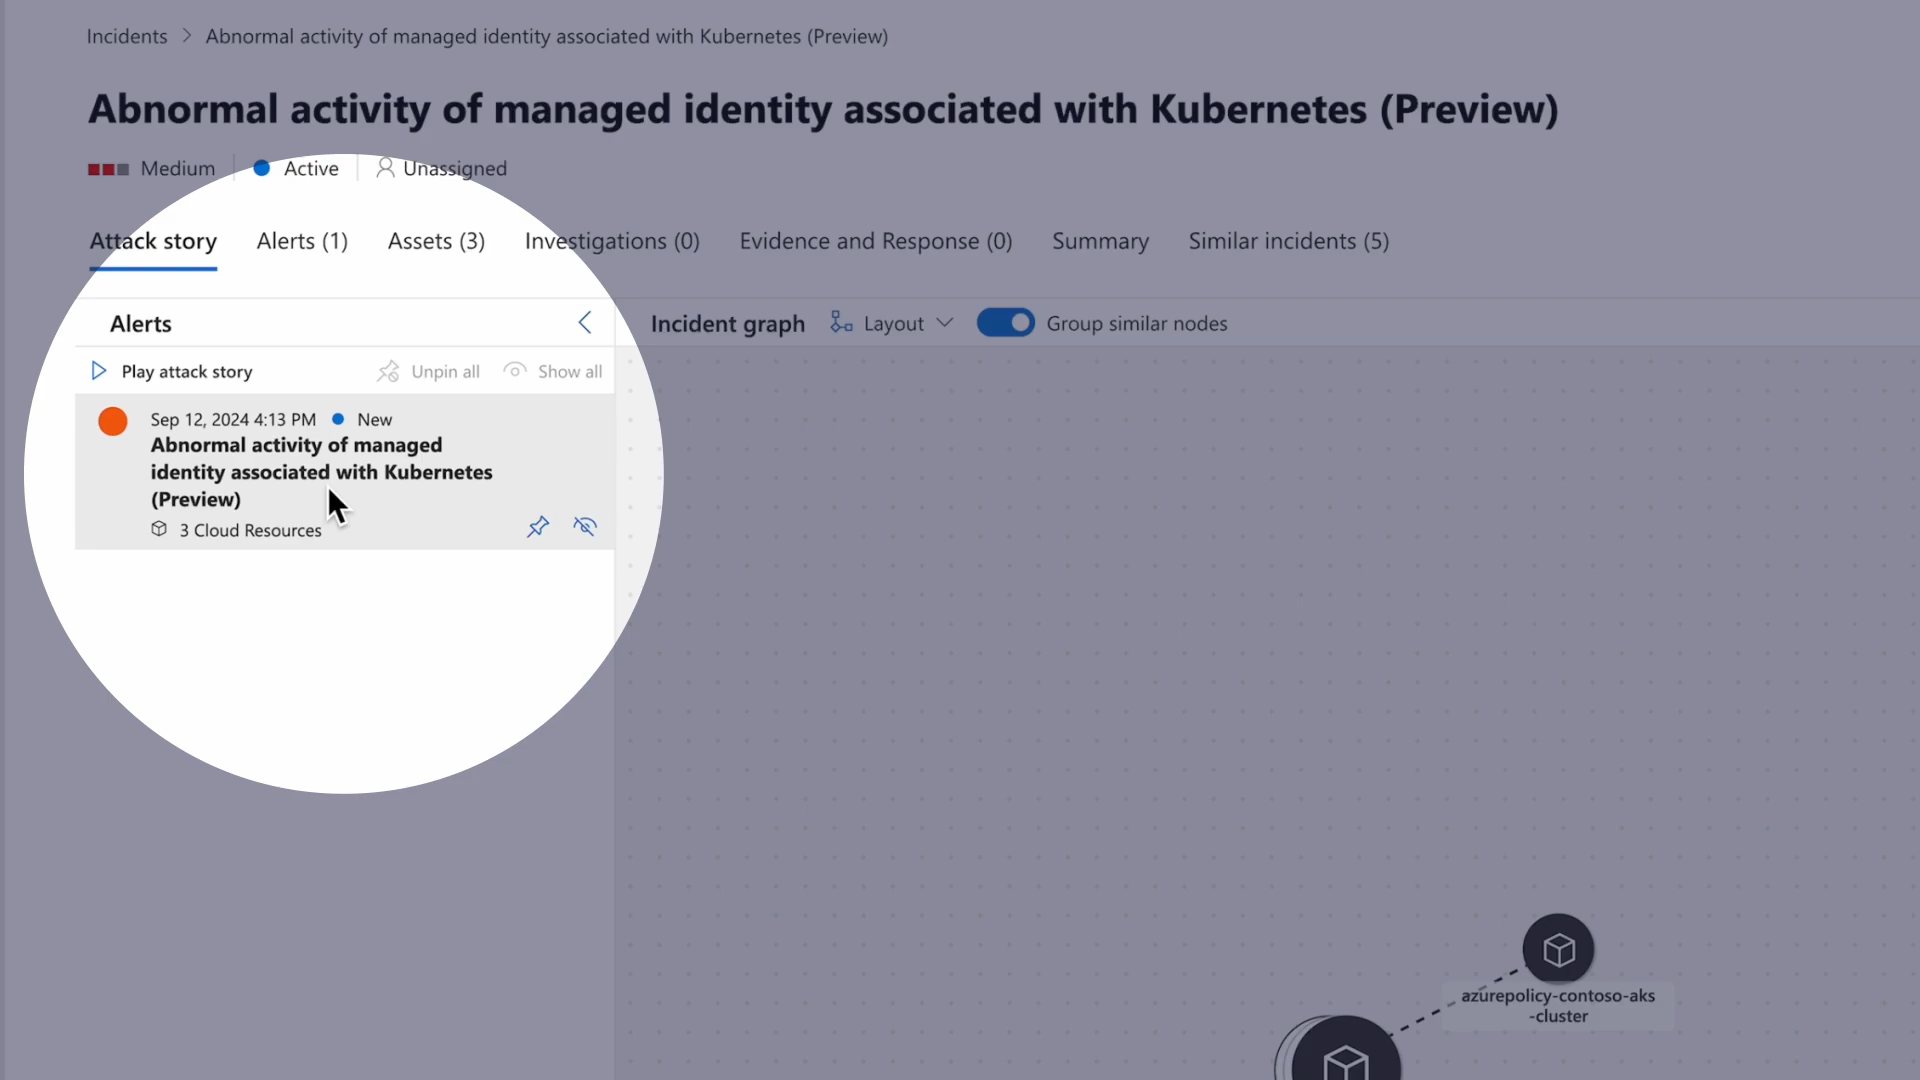 Incidents > Abnormal activity of managed identity associated with Kubernetes (Preview)
Abnormal activity of managed identity associated with Kubernetes (Preview)
Medium Active Unassigned
Attack story Alerts (1) Assets (3) Investigations (0) Evidence and Response (0) Summary Similar incidents (5)
Alerts
Incident graph Layout Group similar nodes
Play attack story Unpin all Show all
Sep 12, 2024 4:13 PM New
Abnormal activity of managed
identity associated with Kubernetes
(Preview)
3 Cloud Resources
azurepolicy-contoso-aks
-cluster